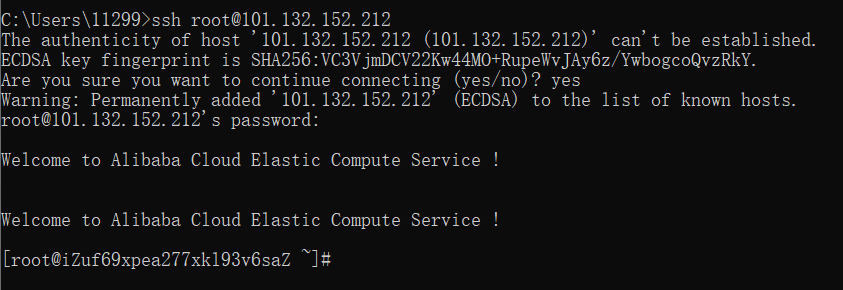 C:\Users\11299>ssh root@101.132.152.212
The authenticity of host '101.132.152.212 (101.132.152.212)' can't be established.
ECDSA key fingerprint is SHA256:VC3VjmDCV22Kw44MO+RupeWvJAy6z/YwbogcoQvzRkY.
Are you sure you want to continue connecting (yes/no)? yes
Warning: Permanently added '101.132.152.212' (ECDSA) to the list of known hosts.
root@101.132.152.212's password:
Welcome to Alibaba Cloud Elastic Compute Service !
Welcome to Alibaba Cloud Elastic Compute Service !
[root@iZuf69xpea277xkl93v6saZ ~]#